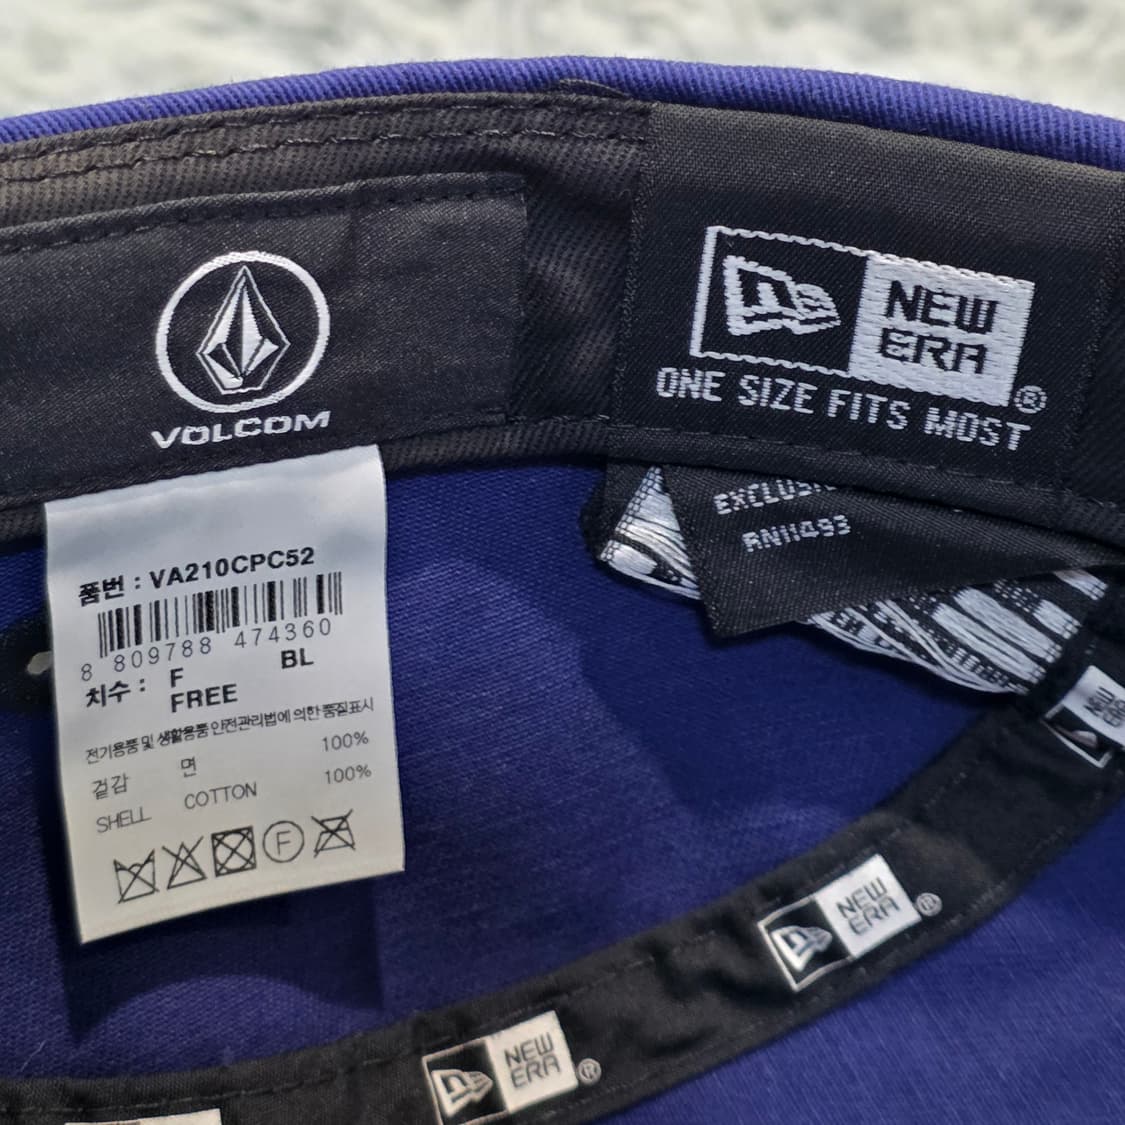 VOLCOM
NEW
ERA
®
ONE SIZE FITS MOST
RN11493
품번 : VA210CPC52
8 809788 474360
치수 : F BL
FREE
전기용품 및 생활용품 안전관리법에 의한 품질표시
겉감 면 100%
SHELL COTTON 100%
F
NEW
ERA
®
NEW
ERA
®